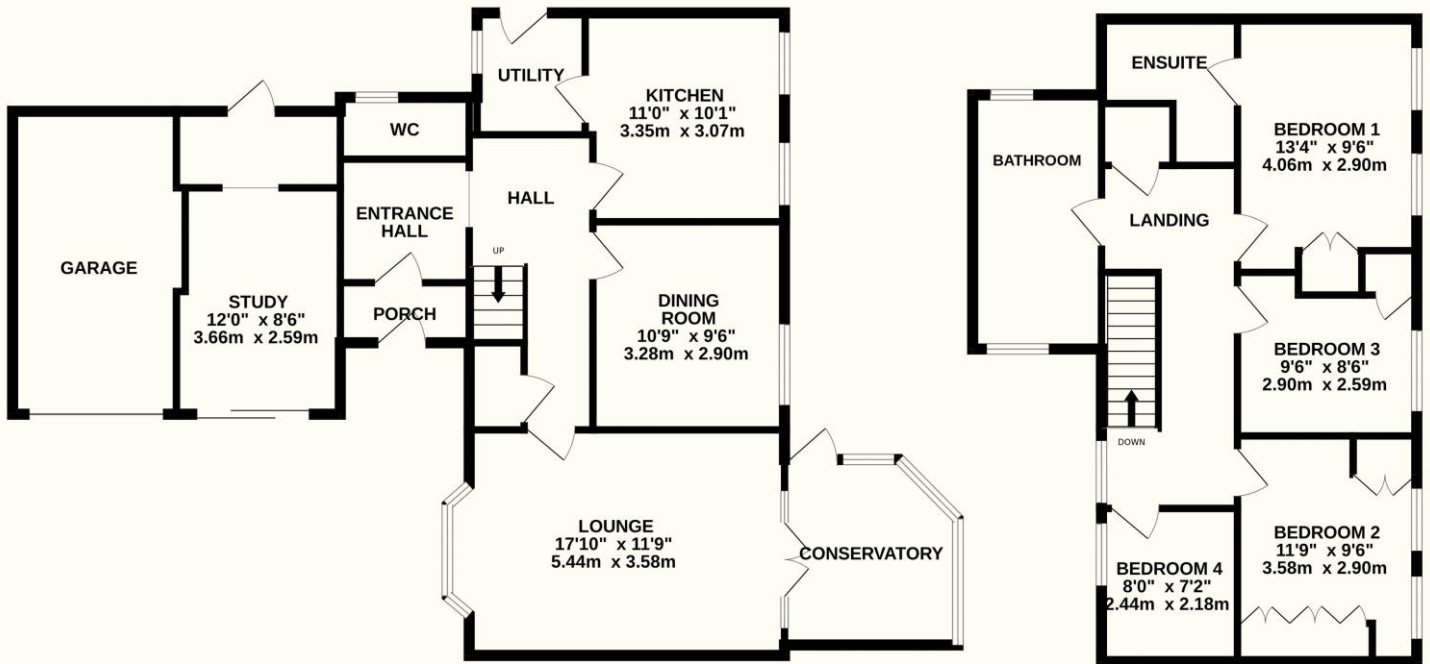 GARAGE
STUDY
12'0" x 8'6"
3.66m x 2.59m
WC
ENTRANCE
HALL
PORCH
UTILITY
KITCHEN
11'0" x 10'1"
3.35m x 3.07m
HALL
UP
DINING
ROOM
10'9" x 9'6"
3.28m x 2.90m
LOUNGE
17'10" x 11'9"
5.44m x 3.58m
CONSERVATORY
ENSUITE
BEDROOM 1
13'4" x 9'6"
4.06m x 2.90m
BATHROOM
LANDING
BEDROOM 3
9'6" x 8'6"
2.90m x 2.59m
DOWN
BEDROOM 2
11'9" x 9'6"
3.58m x 2.90m
BEDROOM 4
8'0" x 7'2"
2.44m x 2.18m